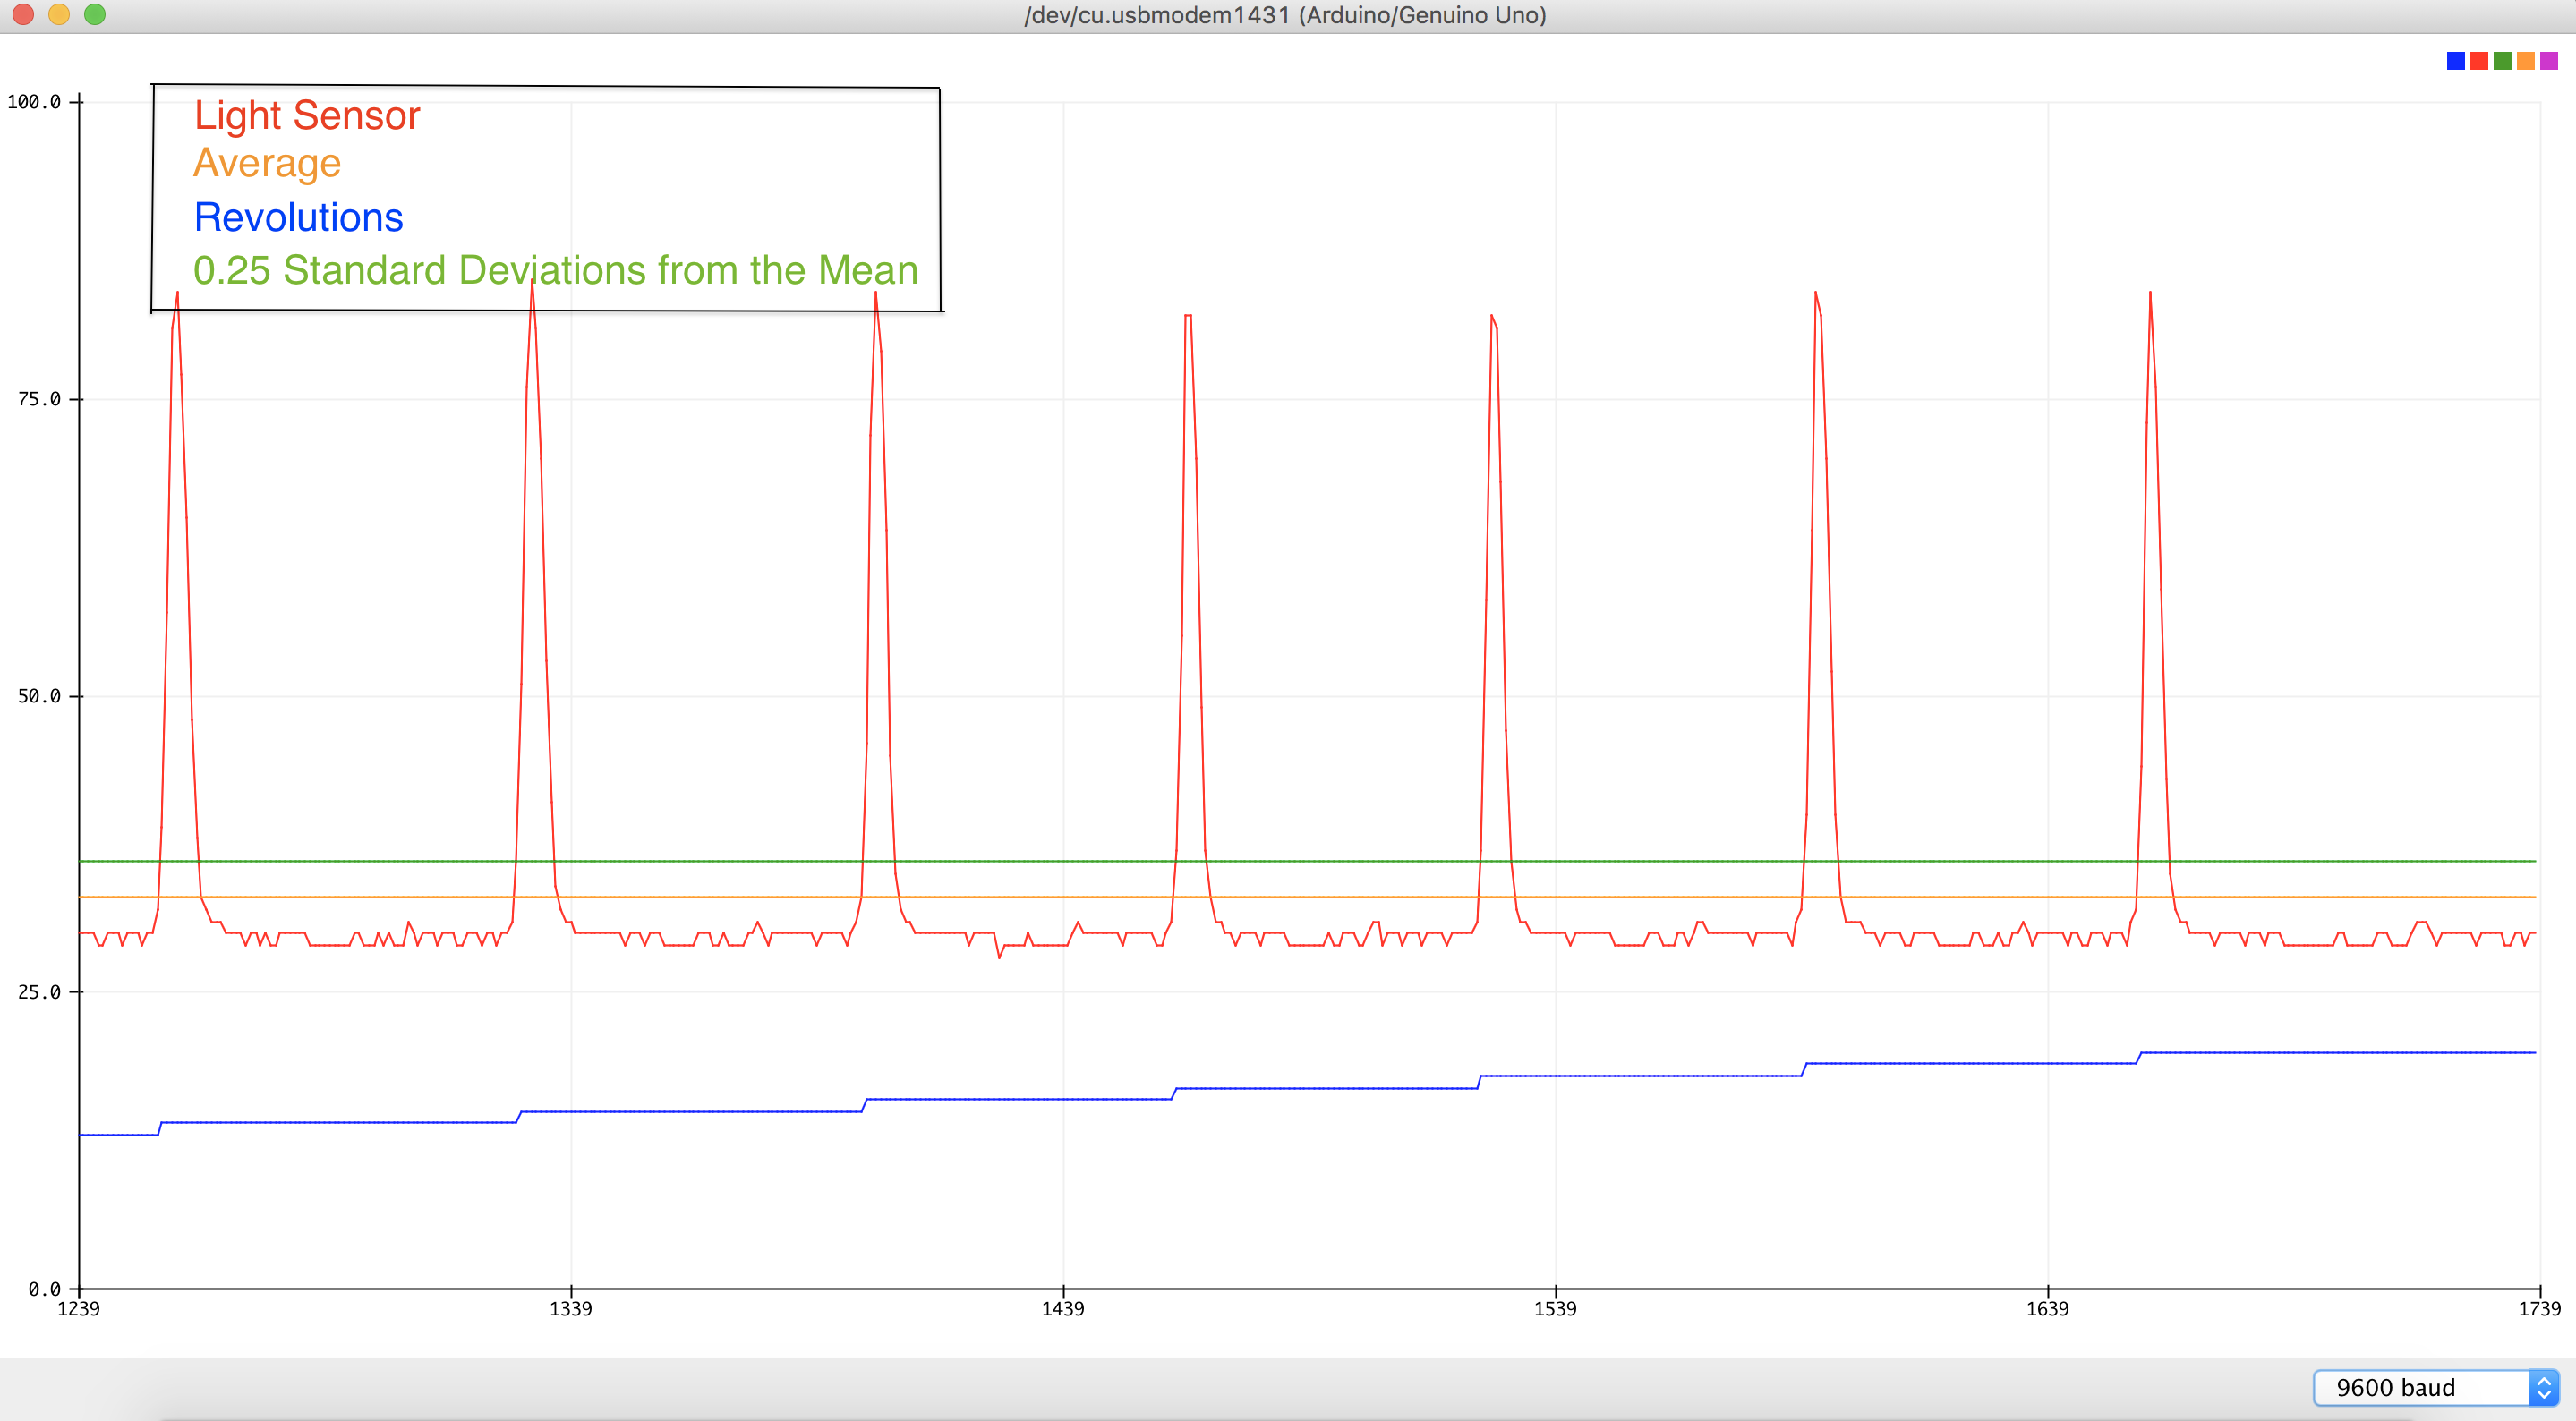 /dev/cu.usbmodem1431 (Arduino/Genuino Uno)
Light Sensor
Average
Revolutions
0.25 Standard Deviations from the Mean
100.0
75.0
50.0
25.0
0.0
1239 1339 1439 1539 1639 1739
9600 baud